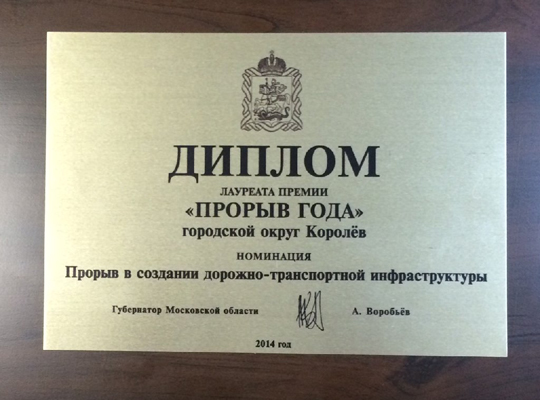 ДИПЛОМ
ЛАУРЕАТА ПРЕМИИ
«ПРОРЫВ ГОДА»
городской округ Королёв
НОМИНАЦИЯ
Прорыв в создании дорожно-транспортной инфраструктуры
Губернатор Московской области А. Воробьёв
2014 год